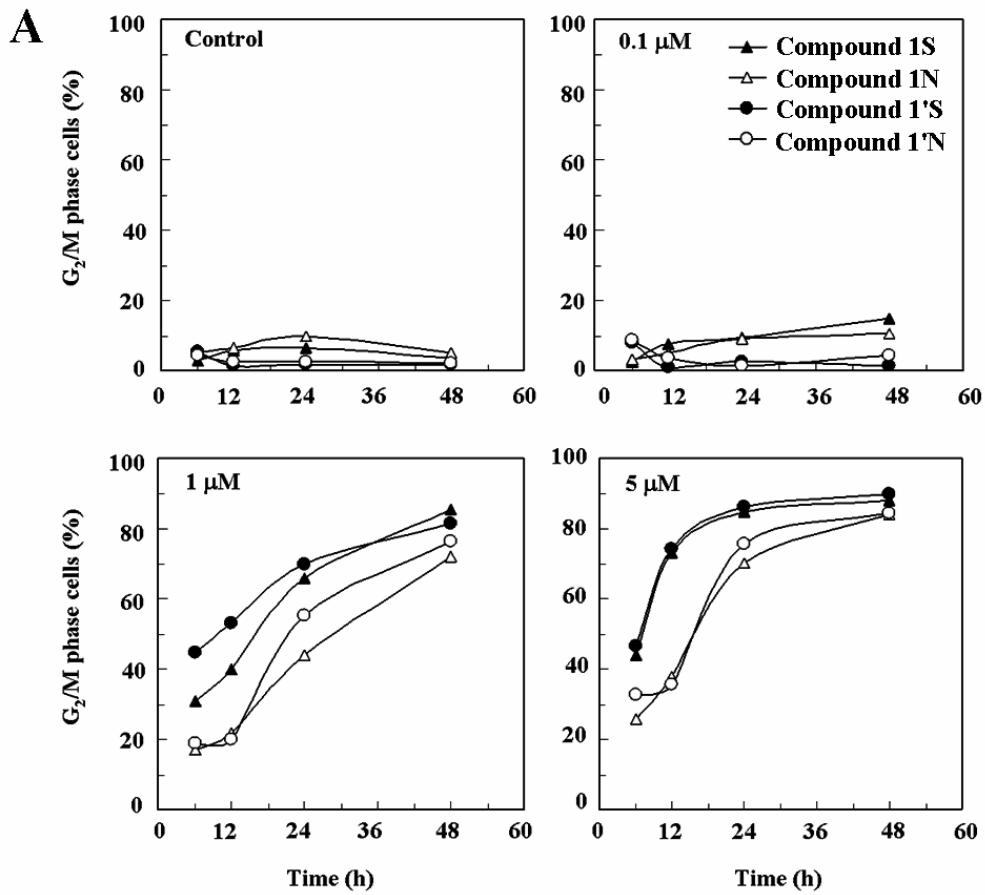 A
Control
100
80
60
40
20
0
0 12 24 36 48 60
G2/M phase cells (%)
0.1 μM
Compound 1S
Compound 1N
Compound 1'S
Compound 1'N
100
80
60
40
20
0
0 12 24 36 48 60
1 μM
100
80
60
40
20
0
0 12 24 36 48 60
G2/M phase cells (%)
Time (h)
5 μM
100
80
60
40
20
0
0 12 24 36 48 60
Time (h)